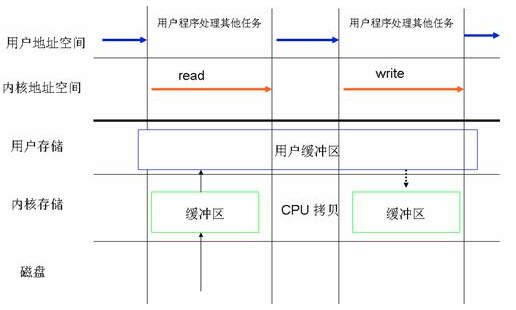 用户程序处理其他任务
用户程序处理其他任务
用户地址空间
read
write
内核地址空间
用户存储
用户缓冲区
内核存储
缓冲区
CPU 拷贝
缓冲区
磁盘